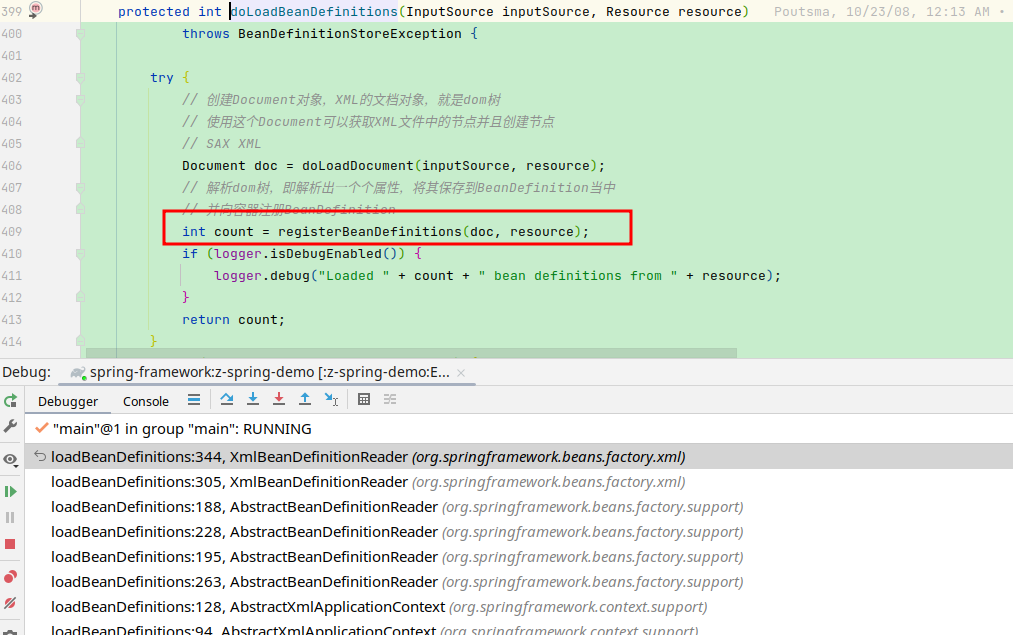 399 protected int doLoadBeanDefinitions(InputSource inputSource, Resource resource) Poutsma, 10/23/08, 12:13 AM •
400 throws BeanDefinitionStoreException {
401
402 try {
403 // 创建Document对象，XML的文档对象，就是dom树
404 // 使用这个Document可以获取XML文件中的节点并且创建节点
405 // SAX XML
406 Document doc = doLoadDocument(inputSource, resource);
407 // 解析dom树，即解析出一个个属性，将其保存到BeanDefinition当中
408 // 并向容器注册BeanDefinition
409 int count = registerBeanDefinitions(doc, resource);
410 if (logger.isDebugEnabled()) {
411 logger.debug("Loaded " + count + " bean definitions from " + resource);
412 }
413 return count;
414 }
Debug: spring-framework:z-spring-demo [:z-spring-demo:E... ×
Debugger Console
"main"@1 in group "main": RUNNING
loadBeanDefinitions:344, XmlBeanDefinitionReader (org.springframework.beans.factory.xml)
loadBeanDefinitions:305, XmlBeanDefinitionReader (org.springframework.beans.factory.xml)
loadBeanDefinitions:188, AbstractBeanDefinitionReader (org.springframework.beans.factory.support)
loadBeanDefinitions:228, AbstractBeanDefinitionReader (org.springframework.beans.factory.support)
loadBeanDefinitions:195, AbstractBeanDefinitionReader (org.springframework.beans.factory.support)
loadBeanDefinitions:263, AbstractBeanDefinitionReader (org.springframework.beans.factory.support)
loadBeanDefinitions:128, AbstractXmlApplicationContext (org.springframework.context.support)
loadBeanDefinitions:94, AbstractXmlApplicationContext (org.springframework.context.support)